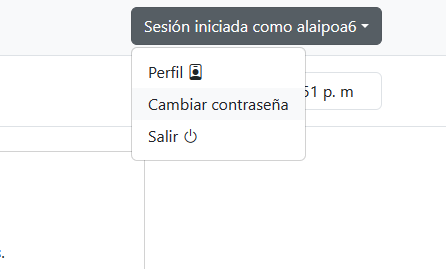 Sesión iniciada como alaipoa6
Perfil
51 p. m
Cambiar contraseña
Salir